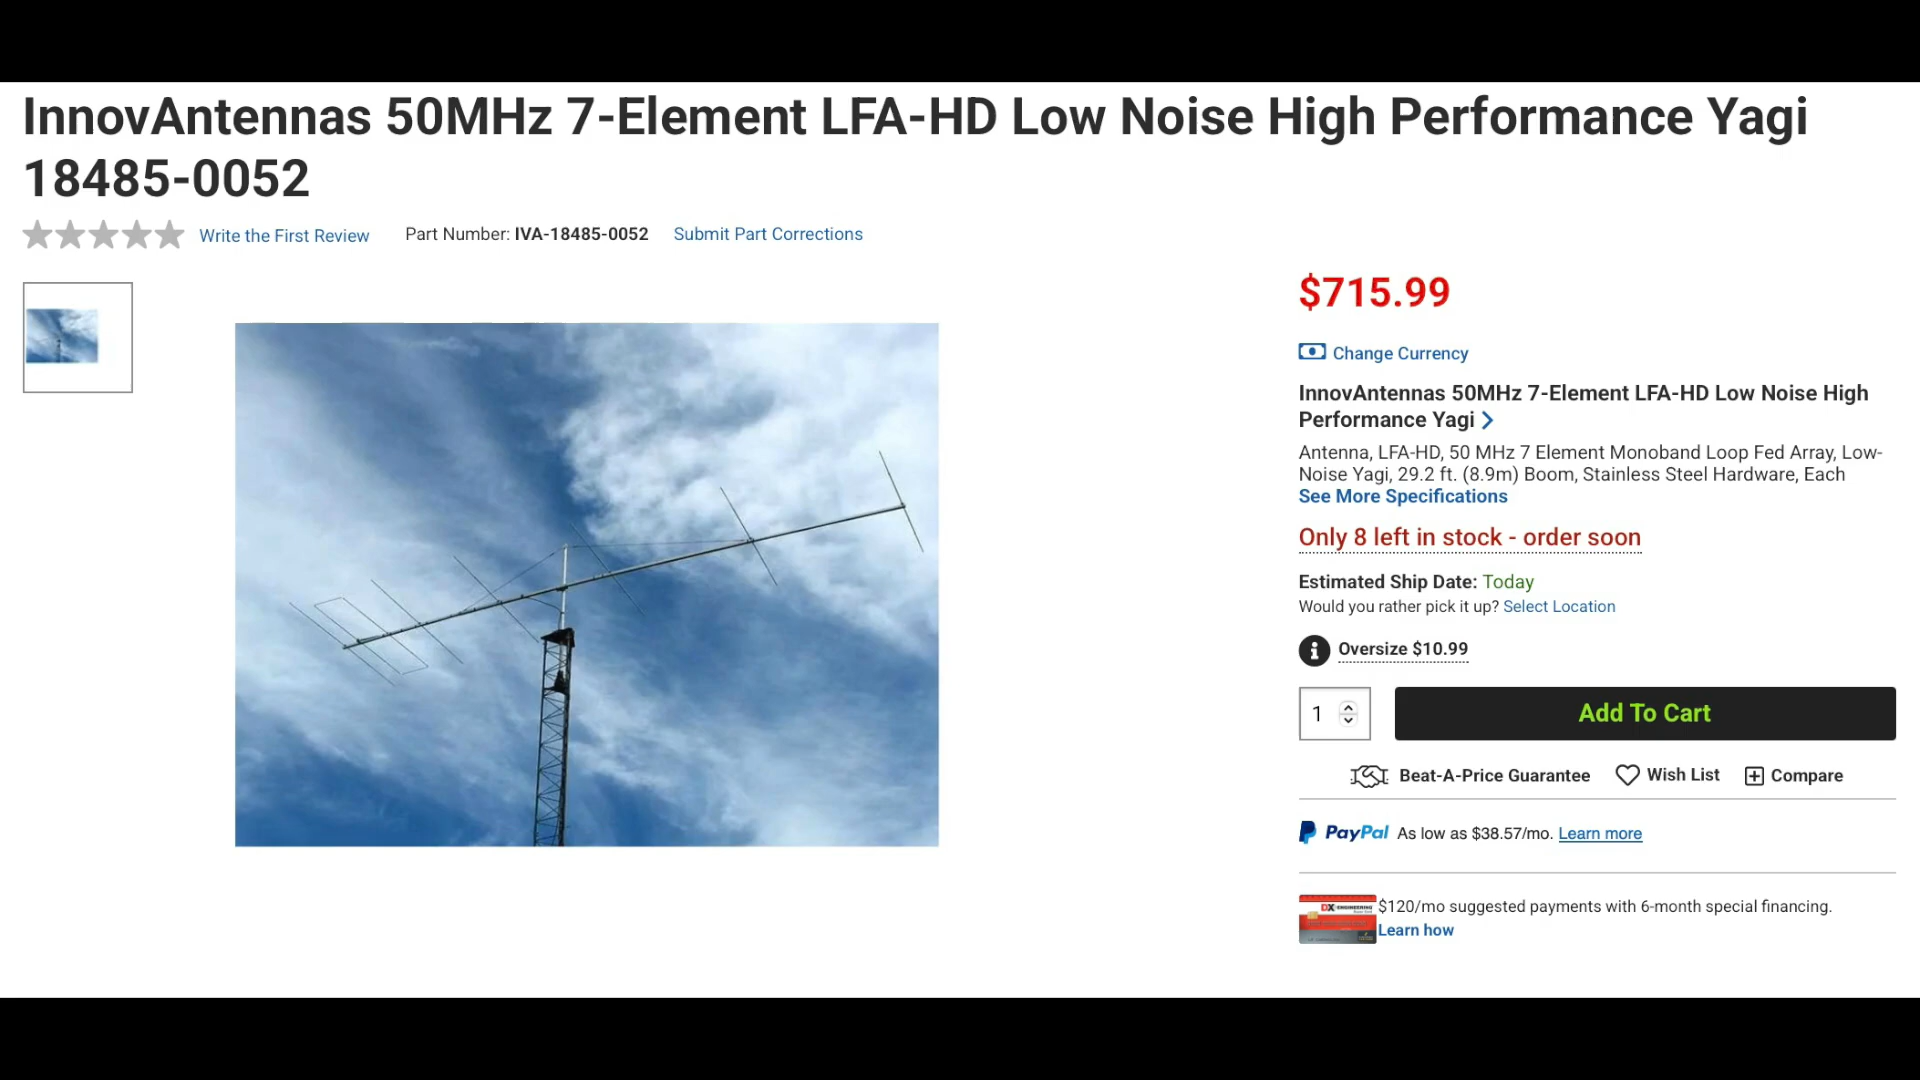 InnovAntennas 50MHz 7-Element LFA-HD Low Noise High Performance Yagi
18485-0052
Write the First Review
Part Number: IVA-18485-0052
Submit Part Corrections
$715.99
Change Currency
InnovAntennas 50MHz 7-Element LFA-HD Low Noise High
Performance Yagi
Antenna, LFA-HD, 50 MHz 7 Element Monoband Loop Fed Array, Low-
Noise Yagi, 29.2 ft. (8.9m) Boom, Stainless Steel Hardware, Each
See More Specifications
Only 8 left in stock - order soon
Estimated Ship Date: Today
Would you rather pick it up? Select Location
Oversize $10.99
1
Add To Cart
Beat-A-Price Guarantee
Wish List
Compare
PayPal As low as $38.57/mo. Learn more
DX ENGINEERING
$120/mo suggested payments with 6-month special financing.
Learn how